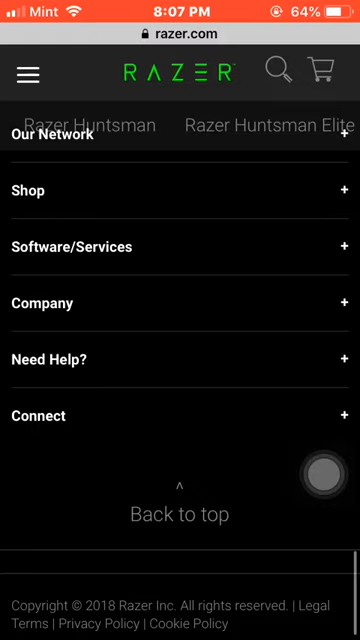 Mint 8:07 PM 64%
razer.com
RAZER
Razer Huntsman Razer Huntsman Elite
Our Network +
Shop +
Software/Services +
Company +
Need Help? +
Connect +
^
Back to top
Copyright © 2018 Razer Inc. All rights reserved. | Legal
Terms | Privacy Policy | Cookie Policy